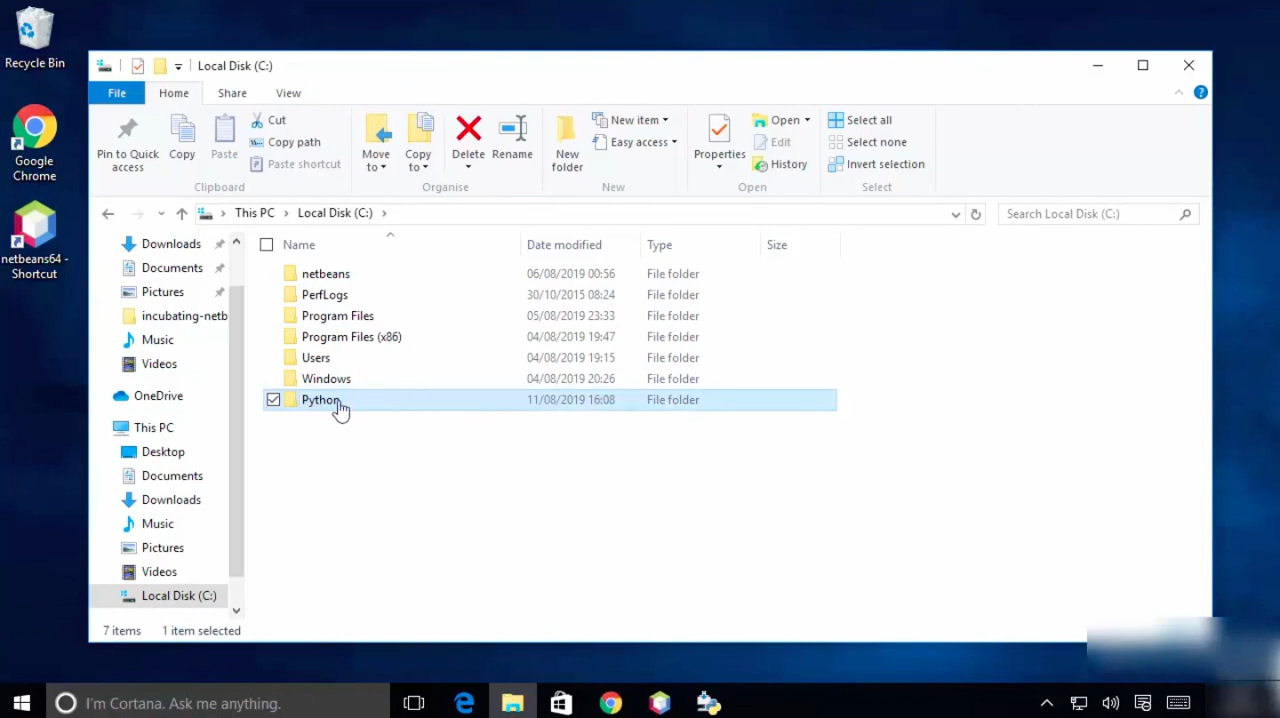 Recycle Bin
Google
Chrome
netbeans64 -
Shortcut
Local Disk (C:)
File Home Share View
Pin to Quick
access
Copy
Paste
Cut
Copy path
Paste shortcut
Clipboard
Move
to
Copy
to
Delete
Rename
Organise
New
folder
New item
Easy access
New
Properties
Open
Edit
History
Open
Select all
Select none
Invert selection
Select
This PC > Local Disk (C:) >
Search Local Disk (C:)
Downloads
Documents
Pictures
incubating-netb
Music
Videos
OneDrive
This PC
Desktop
Documents
Downloads
Music
Pictures
Videos
Local Disk (C:)
Name Date modified Type Size
netbeans 06/08/2019 00:56 File folder
PerfLogs 30/10/2015 08:24 File folder
Program Files 05/08/2019 23:33 File folder
Program Files (x86) 04/08/2019 19:47 File folder
Users 04/08/2019 19:15 File folder
Windows 04/08/2019 20:26 File folder
Python 11/08/2019 16:08 File folder
7 items 1 item selected
I'm Cortana. Ask me anything.